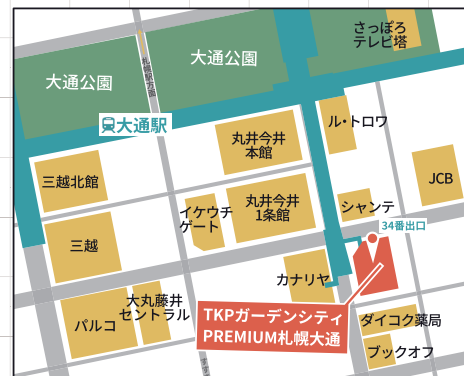 さっぽろ
テレビ塔
大通公園
大通公園
札幌駅方面
大通駅
ル・トロワ
丸井今井
本館
JCB
三越北館
丸井今井
1条館
シャンテ
イケウチ
ゲート
34番出口
三越
カナリヤ
大丸藤井
セントラル
TKPガーデンシティ
PREMIUM札幌大通
パルコ
ダイコク薬局
ブックオフ